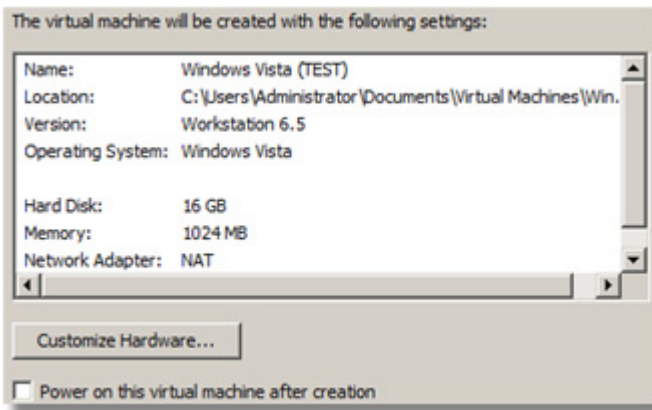 The virtual machine will be created with the following settings:
Name: Windows Vista (TEST)
Location: C:\Users\Administrator\Documents\Virtual Machines\Win.
Version: Workstation 6.5
Operating System: Windows Vista
Hard Disk: 16 GB
Memory: 1024 MB
Network Adapter: NAT
Customize Hardware...
Power on this virtual machine after creation